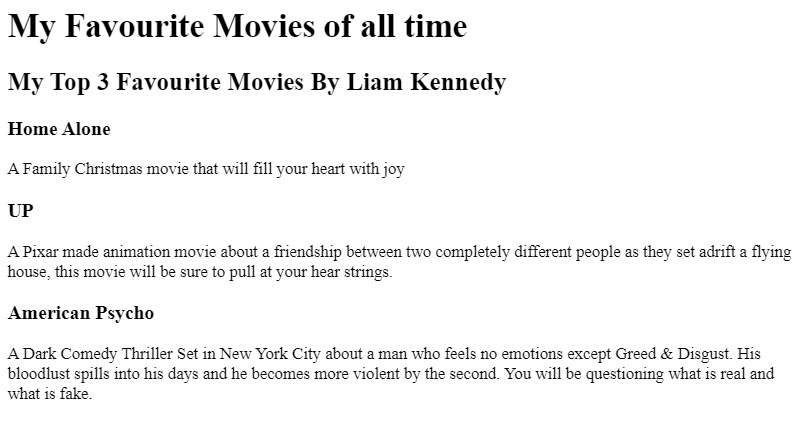 My Favourite Movies of all time
My Top 3 Favourite Movies By Liam Kennedy
Home Alone
A Family Christmas movie that will fill your heart with joy
UP
A Pixar made animation movie about a friendship between two completely different people as they set adrift a flying
house, this movie will be sure to pull at your hear strings.
American Psycho
A Dark Comedy Thriller Set in New York City about a man who feels no emotions except Greed & Disgust. His
bloodlust spills into his days and he becomes more violent by the second. You will be questioning what is real and
what is fake.